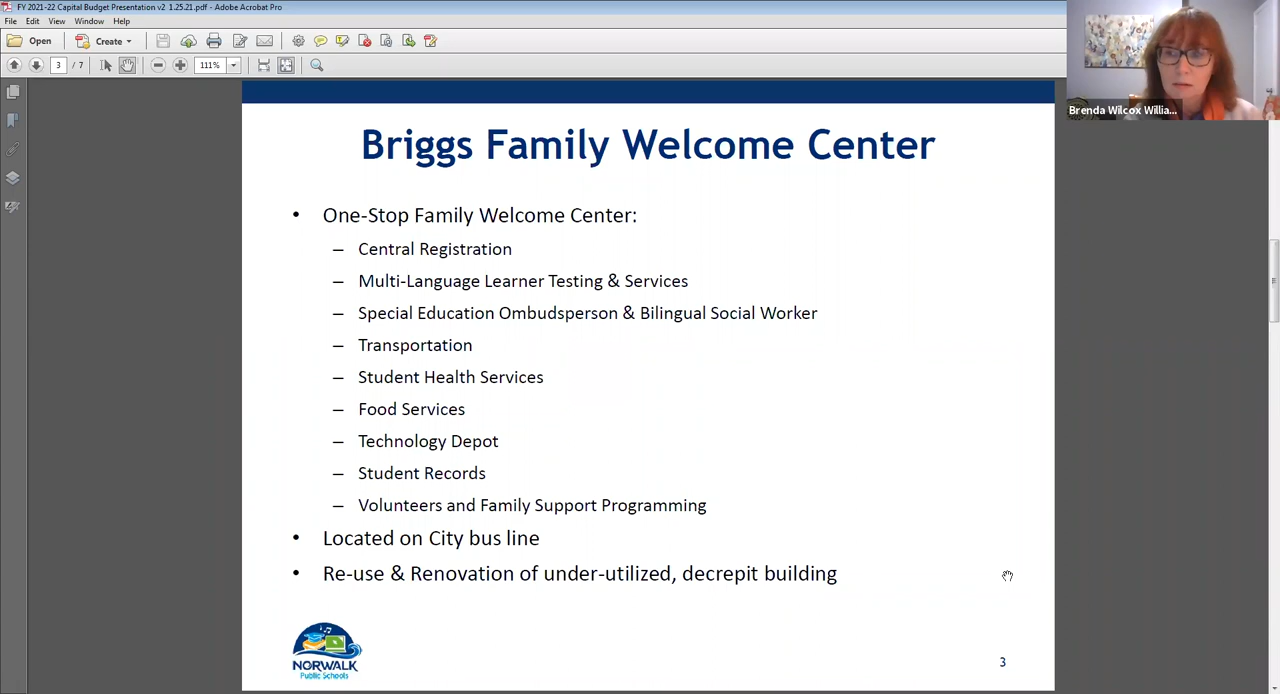 FY 2021-22 Capital Budget Presentation v2 1.25.21.pdf - Adobe Acrobat Pro
File Edit View Window Help
Open Create
3 / 7 111%
Brenda Wilcox Willia...
Briggs Family Welcome Center
• One-Stop Family Welcome Center:
– Central Registration
– Multi-Language Learner Testing & Services
– Special Education Ombudsperson & Bilingual Social Worker
– Transportation
– Student Health Services
– Food Services
– Technology Depot
– Student Records
– Volunteers and Family Support Programming
• Located on City bus line
• Re-use & Renovation of under-utilized, decrepit building
NORWALK
Public Schools
3